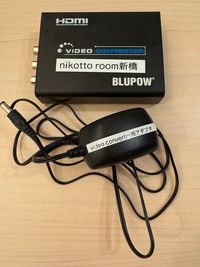 HDMI
VIDEO CONVERTER
nikotto room新橋
BLUPOW
video converter用アダプタ